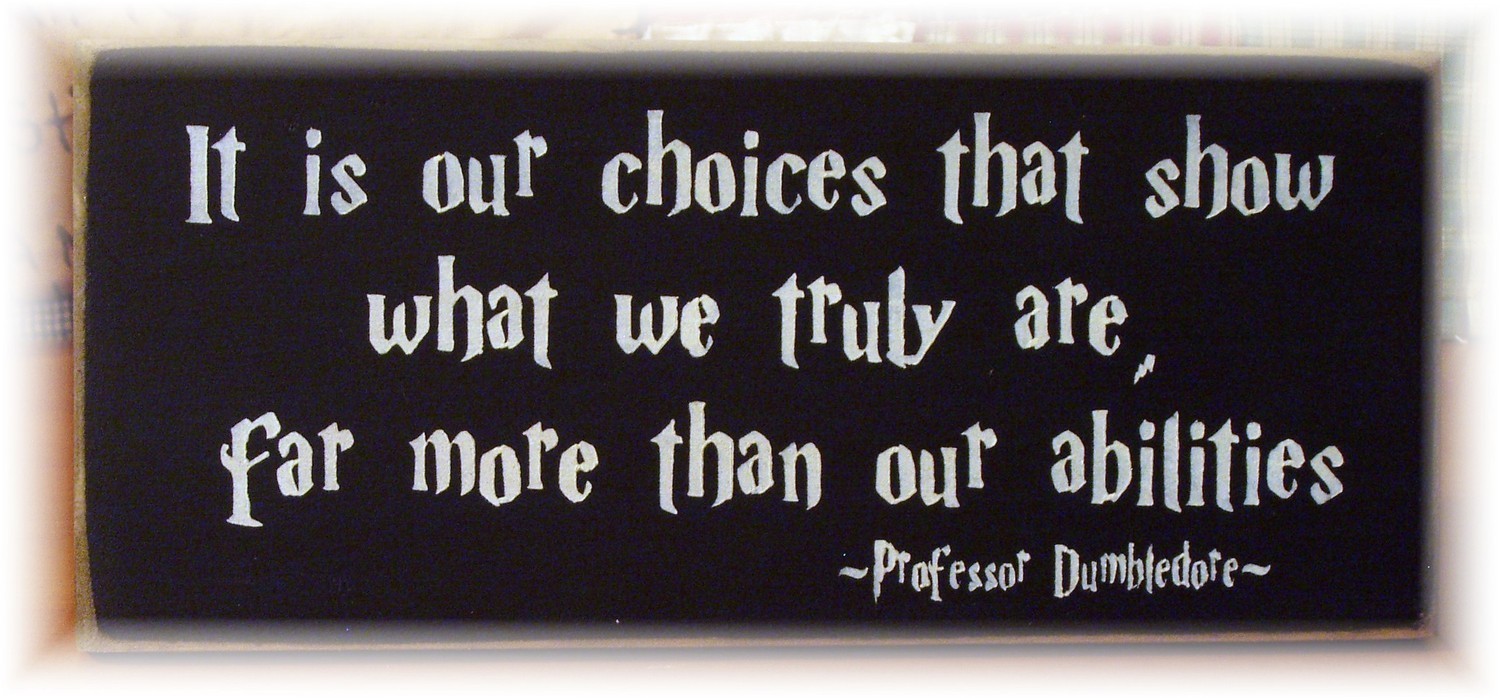 It is our choices that show
what we truly are,
far more than our abilities
~Professor Dumbledore~